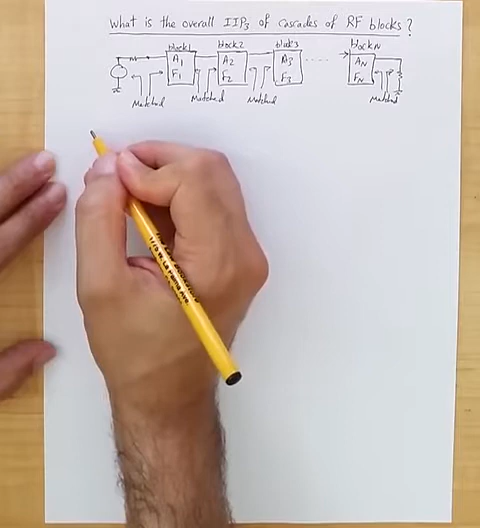 What is the overall IIP3 of cascades of RF blocks?
block1 block2 block3 blockN
A1 A2 A3 AN
F1 F2 F3 FN
Matched Matched Matched Matched